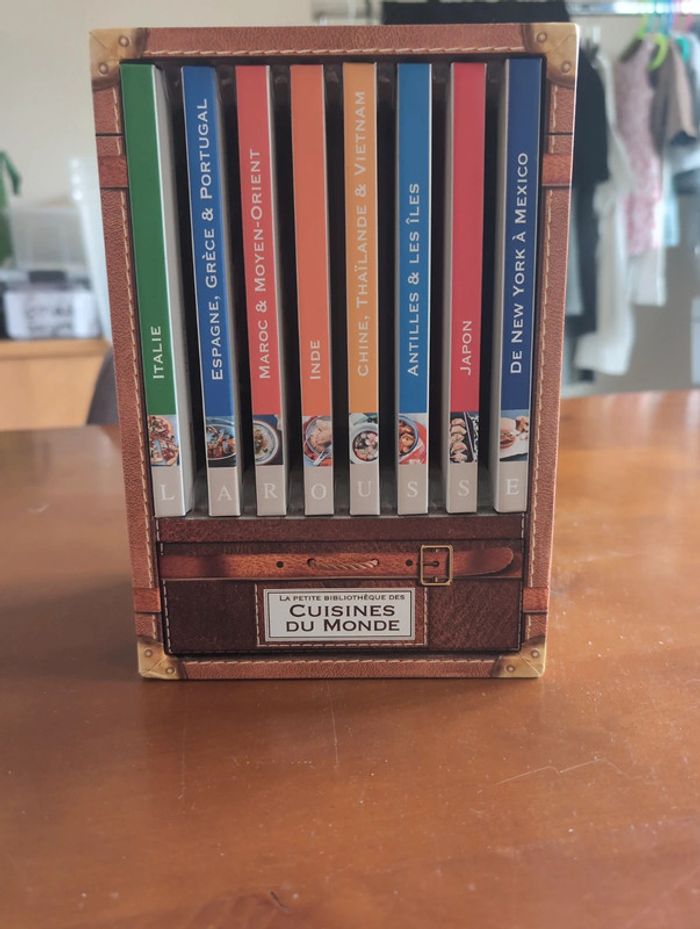 ITALIE
ESPAGNE, GRÈCE & PORTUGAL
MAROC & MOYEN-ORIENT
INDE
CHINE, THAÏLANDE & VIETNAM
ANTILLES & LES ÎLES
JAPON
DE NEW YORK À MEXICO
L A R O U S S E
LA PETITE BIBLIOTHÈQUE DES
CUISINES
DU MONDE